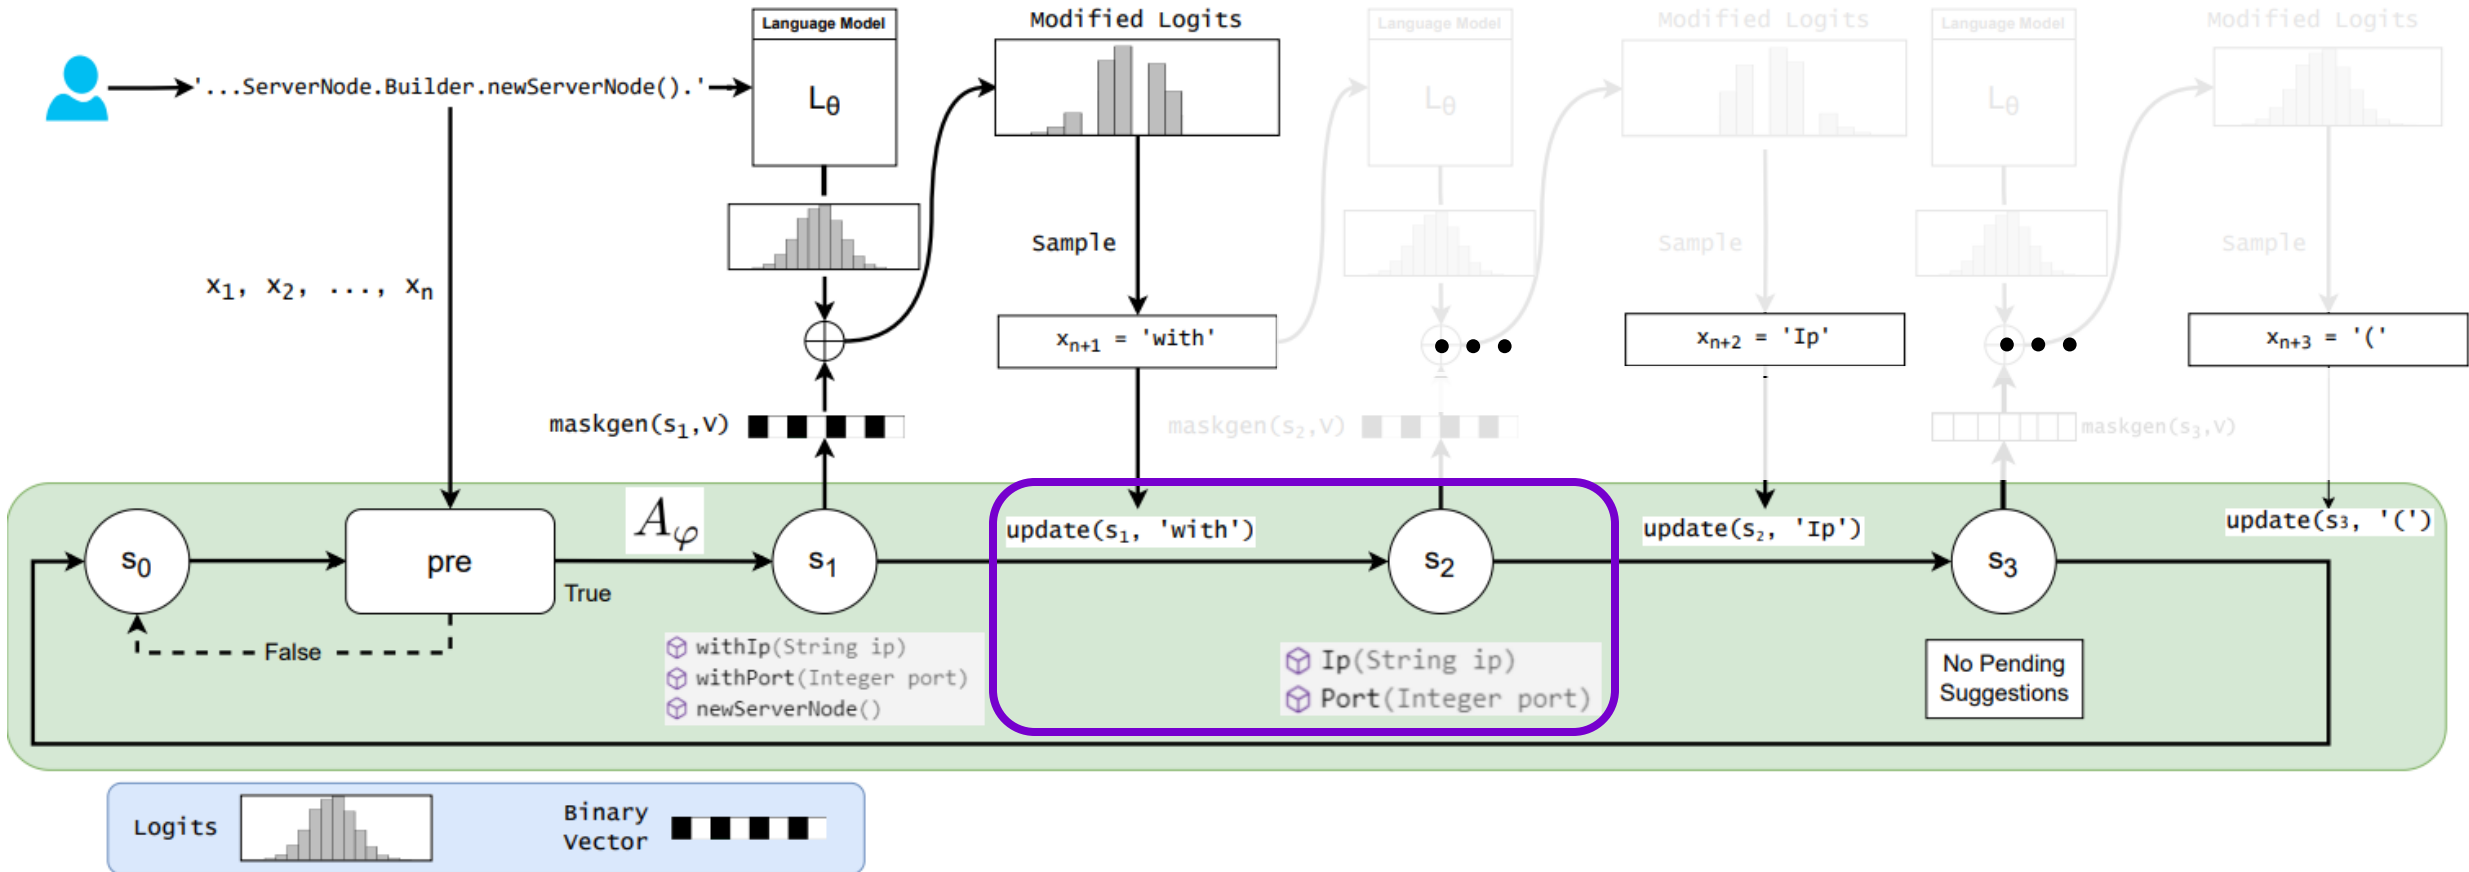 Language Model
Modified Logits
Language Model
Modified Logits
Language Model
Modified Logits
'...ServerNode.Builder.newServerNode().'
Lθ
Lθ
Lθ
Sample
Sample
Sample
x1, x2, ..., xn
xn+1 = 'with'
xn+2 = 'Ip'
xn+3 = '('
maskgen(s1,V)
maskgen(s2,V)
maskgen(s3,V)
Aφ
update(s1, 'with')
update(s2, 'Ip')
update(s3, '(')
s0
pre
s1
s2
s3
True
False
withIp(String ip)
withPort(Integer port)
newServerNode()
Ip(String ip)
Port(Integer port)
No Pending
Suggestions
Logits
Binary
Vector